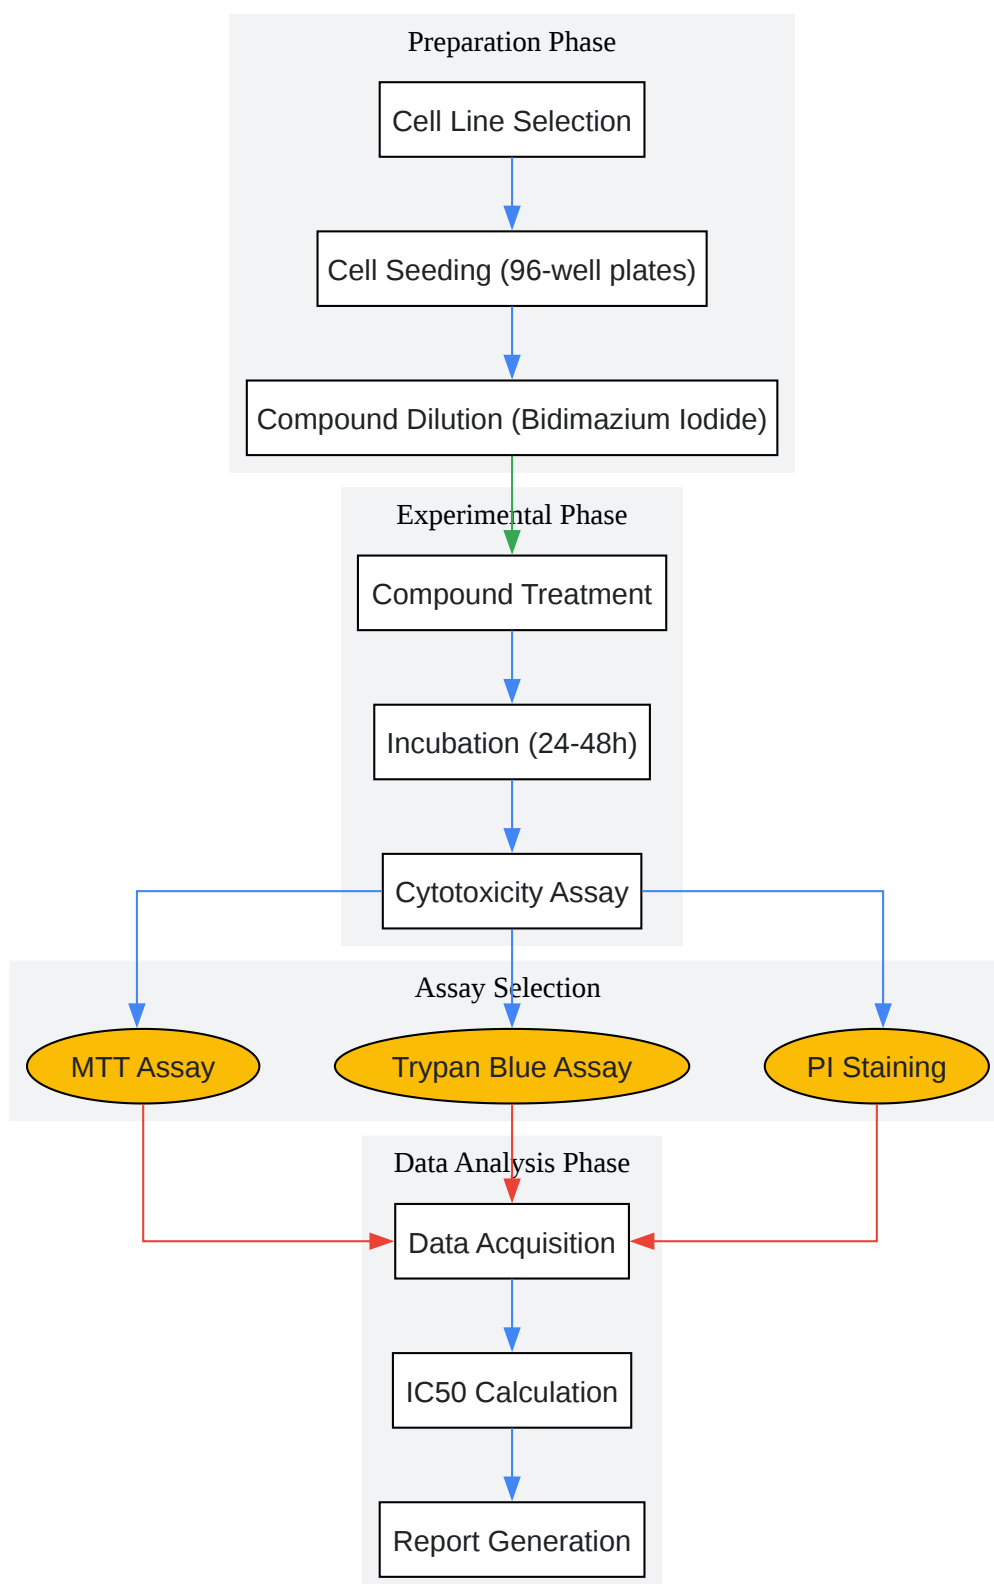 Preparation Phase
Cell Line Selection
Cell Seeding (96-well plates)
Compound Dilution (Bidimazium Iodide)
Experimental Phase
Compound Treatment
Incubation (24-48h)
Cytotoxicity Assay
Assay Selection
MTT Assay
Trypan Blue Assay
PI Staining
Data Analysis Phase
Data Acquisition
IC50 Calculation
Report Generation